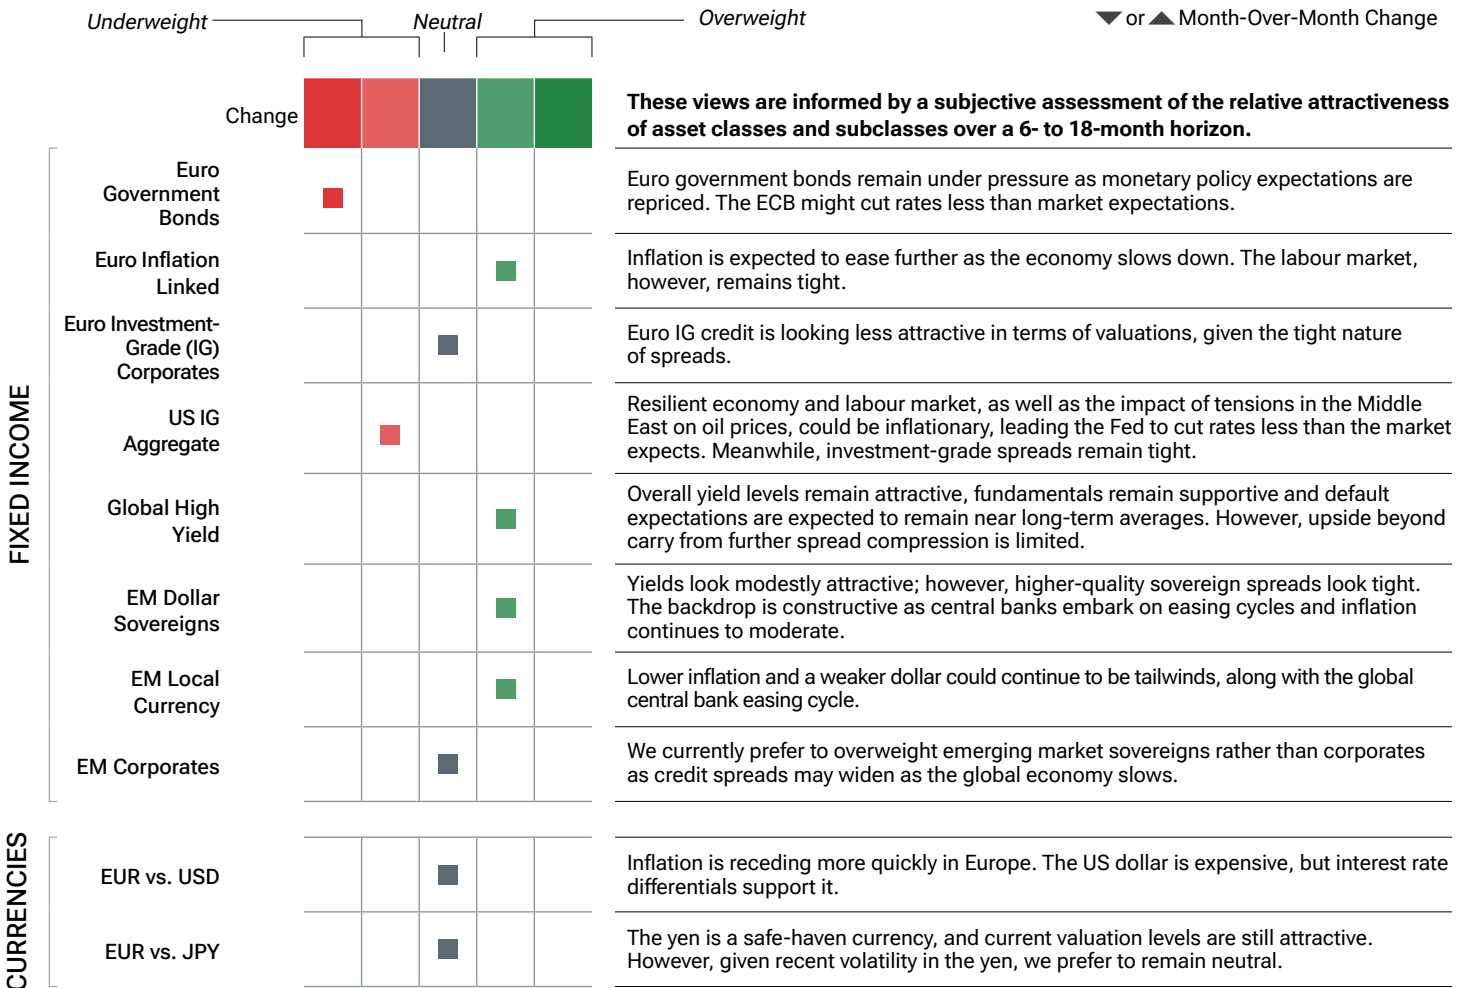 Underweight
Neutral
Overweight
▼ or ▲ Month-Over-Month Change
Change
These views are informed by a subjective assessment of the relative attractiveness
of asset classes and subclasses over a 6- to 18-month horizon.
FIXED INCOME
Euro
Government
Bonds
Euro government bonds remain under pressure as monetary policy expectations are
repriced. The ECB might cut rates less than market expectations.
Euro Inflation
Linked
Inflation is expected to ease further as the economy slows down. The labour market,
however, remains tight.
Euro Investment-
Grade (IG)
Corporates
Euro IG credit is looking less attractive in terms of valuations, given the tight nature
of spreads.
US IG
Aggregate
Resilient economy and labour market, as well as the impact of tensions in the Middle
East on oil prices, could be inflationary, leading the Fed to cut rates less than the market
expects. Meanwhile, investment-grade spreads remain tight.
Global High
Yield
Overall yield levels remain attractive, fundamentals remain supportive and default
expectations are expected to remain near long-term averages. However, upside beyond
carry from further spread compression is limited.
EM Dollar
Sovereigns
Yields look modestly attractive; however, higher-quality sovereign spreads look tight.
The backdrop is constructive as central banks embark on easing cycles and inflation
continues to moderate.
EM Local
Currency
Lower inflation and a weaker dollar could continue to be tailwinds, along with the global
central bank easing cycle.
EM Corporates
We currently prefer to overweight emerging market sovereigns rather than corporates
as credit spreads may widen as the global economy slows.
CURRENCIES
EUR vs. USD
Inflation is receding more quickly in Europe. The US dollar is expensive, but interest rate
differentials support it.
EUR vs. JPY
The yen is a safe-haven currency, and current valuation levels are still attractive.
However, given recent volatility in the yen, we prefer to remain neutral.